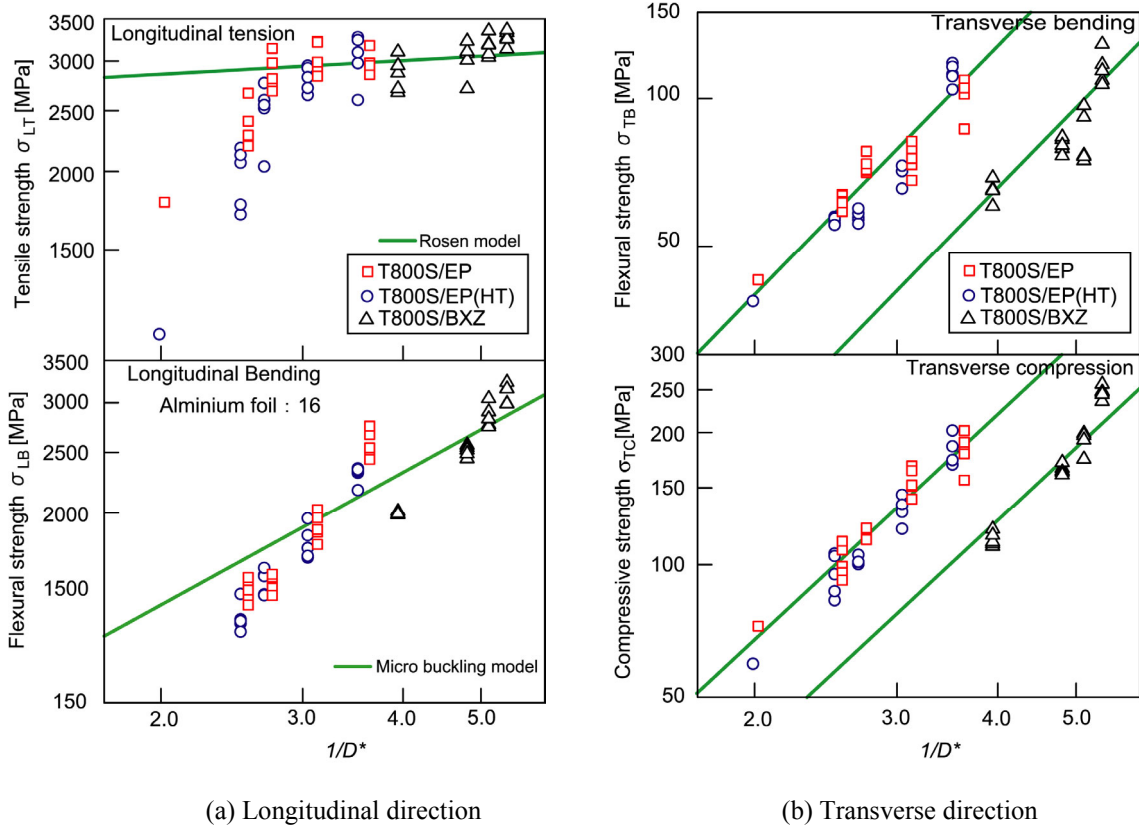 3500
3000
2500
2000
1500
Tensile strength σLT [MPa]
Longitudinal tension
Rosen model
T800S/EP
T800S/EP(HT)
T800S/BXZ
3500
3000
2500
2000
1500
150
Flexural strength σLB [MPa]
Longitudinal Bending
Alminium foil : 16
Micro buckling model
2.0 3.0 4.0 5.0
1/D*
(a) Longitudinal direction
150
100
50
Flexural strength σTB [MPa]
Transverse bending
T800S/EP
T800S/EP(HT)
T800S/BXZ
300
250
200
150
100
50
Compressive strength σTC[MPa]
Transverse compression
2.0 3.0 4.0 5.0
1/D*
(b) Transverse direction